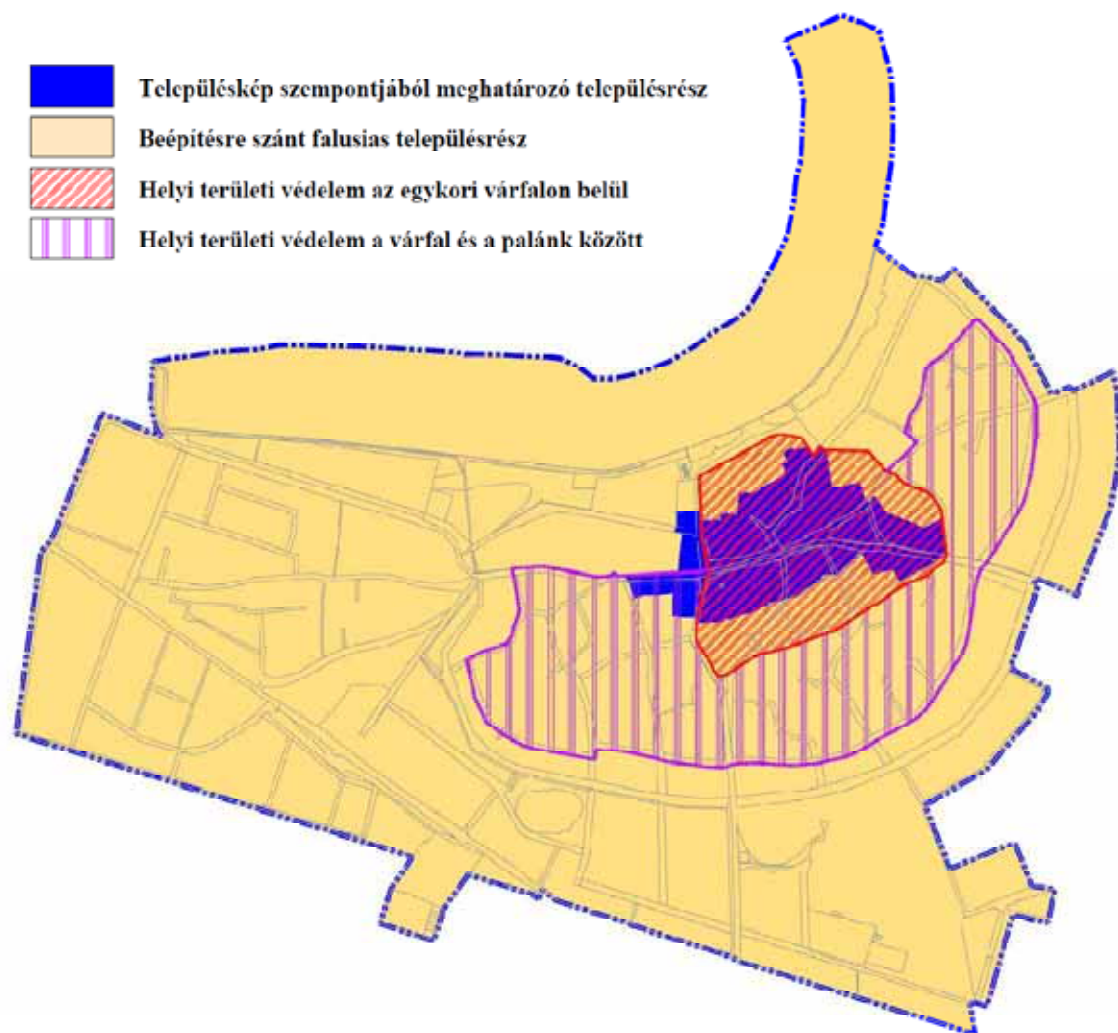 Településkép szempontjából meghatározó településrész
Beépítésre szánt falusias településrész
Helyi területi védelem az egykori várfalon belül
Helyi területi védelem a várfal és a palánk között